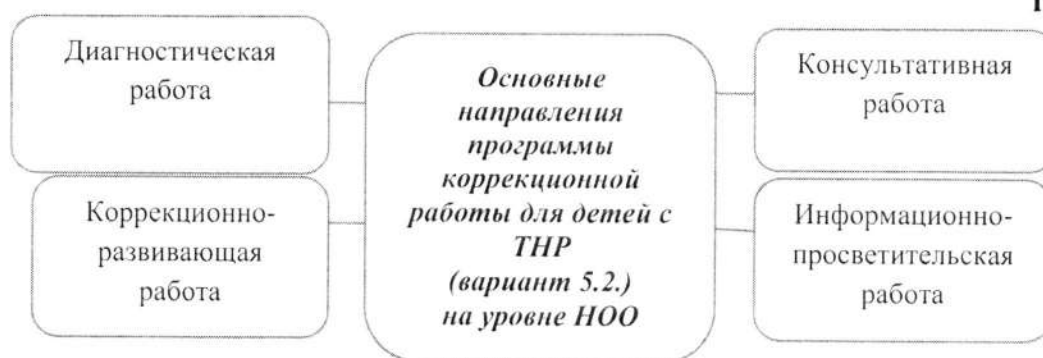 Диагностическая
работа
Коррекционно-
развивающая
работа
Основные
направления
программы
коррекционной
работы для детей с
ТНР
(вариант 5.2.)
на уровне НОО
Консультативная
работа
Информационно-
просветительская
работа